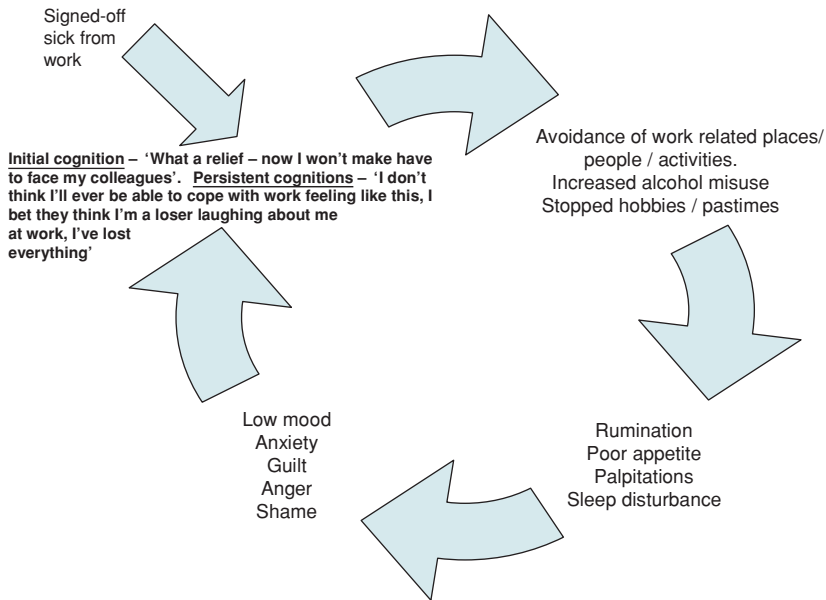 Signed-off
sick from
work
Initial cognition – ‘What a relief – now I won’t make have
to face my colleagues’. Persistent cognitions – ‘I don’t
think I’ll ever be able to cope with work feeling like this, I
bet they think I’m a loser laughing about me
at work, I’ve lost
everything’
Avoidance of work related places/
people / activities.
Increased alcohol misuse
Stopped hobbies / pastimes
Rumination
Poor appetite
Palpitations
Sleep disturbance
Low mood
Anxiety
Guilt
Anger
Shame